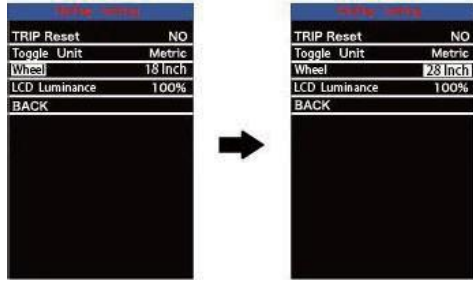 TRIP Reset NO
Toggle Unit Metric
Wheel 18 Inch
LCD Luminance 100%
BACK
TRIP Reset NO
Toggle Unit Metric
Wheel 28 Inch
LCD Luminance 100%
BACK